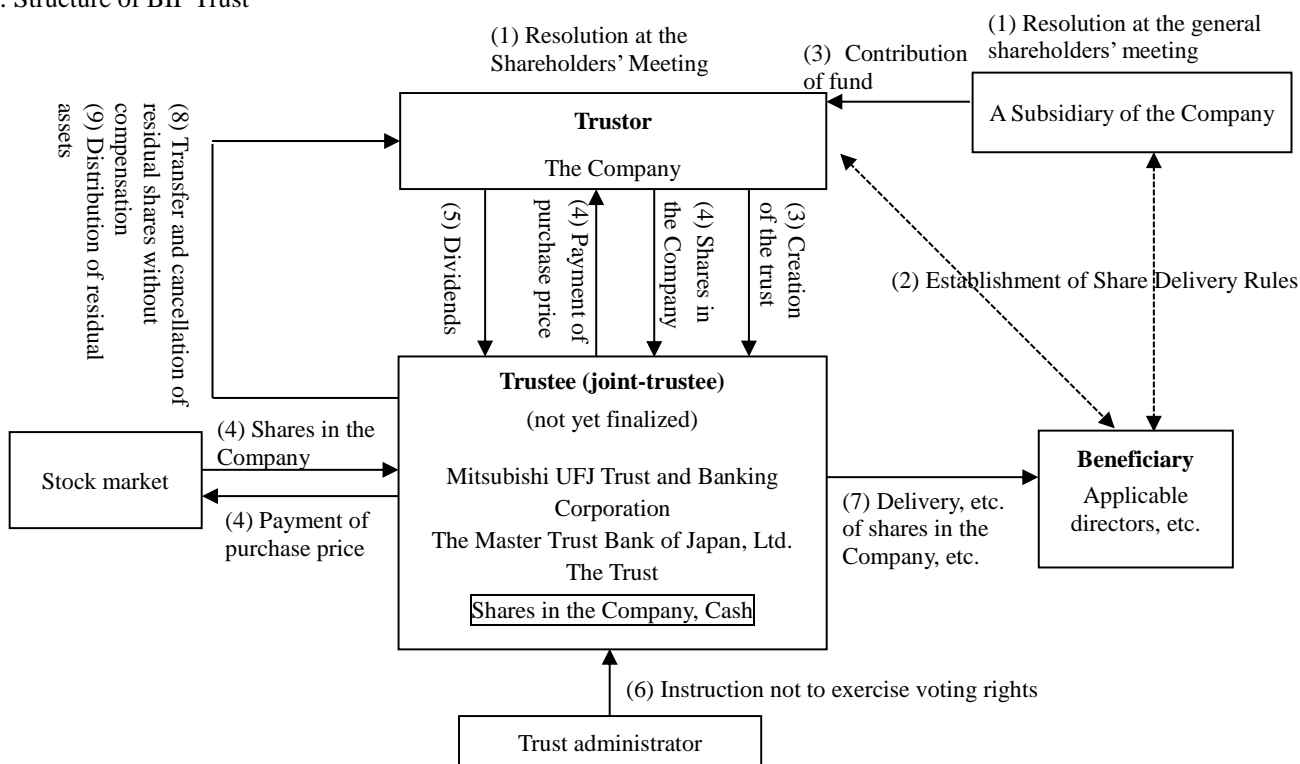 . Structure of BIP Trust
(1) Resolution at the
Shareholders' Meeting
(3) Contribution
of fund
(1) Resolution at the general
shareholders' meeting
Trustor
The Company
A Subsidiary of the Company
(8) Transfer and cancellation of
residual shares without
compensation
(9) Distribution of residual
assets
(5) Dividends
(4) Payment of
purchase price
(4) Shares in
the Company
(3) Creation
of the trust
(2) Establishment of Share Delivery Rules
Trustee (joint-trustee)
(not yet finalized)
Mitsubishi UFJ Trust and Banking
Corporation
The Master Trust Bank of Japan, Ltd.
The Trust
Shares in the Company, Cash
Stock market
(4) Shares in the
Company
(4) Payment of
purchase price
(7) Delivery, etc.
of shares in the
Company, etc.
Beneficiary
Applicable
directors, etc.
(6) Instruction not to exercise voting rights
Trust administrator